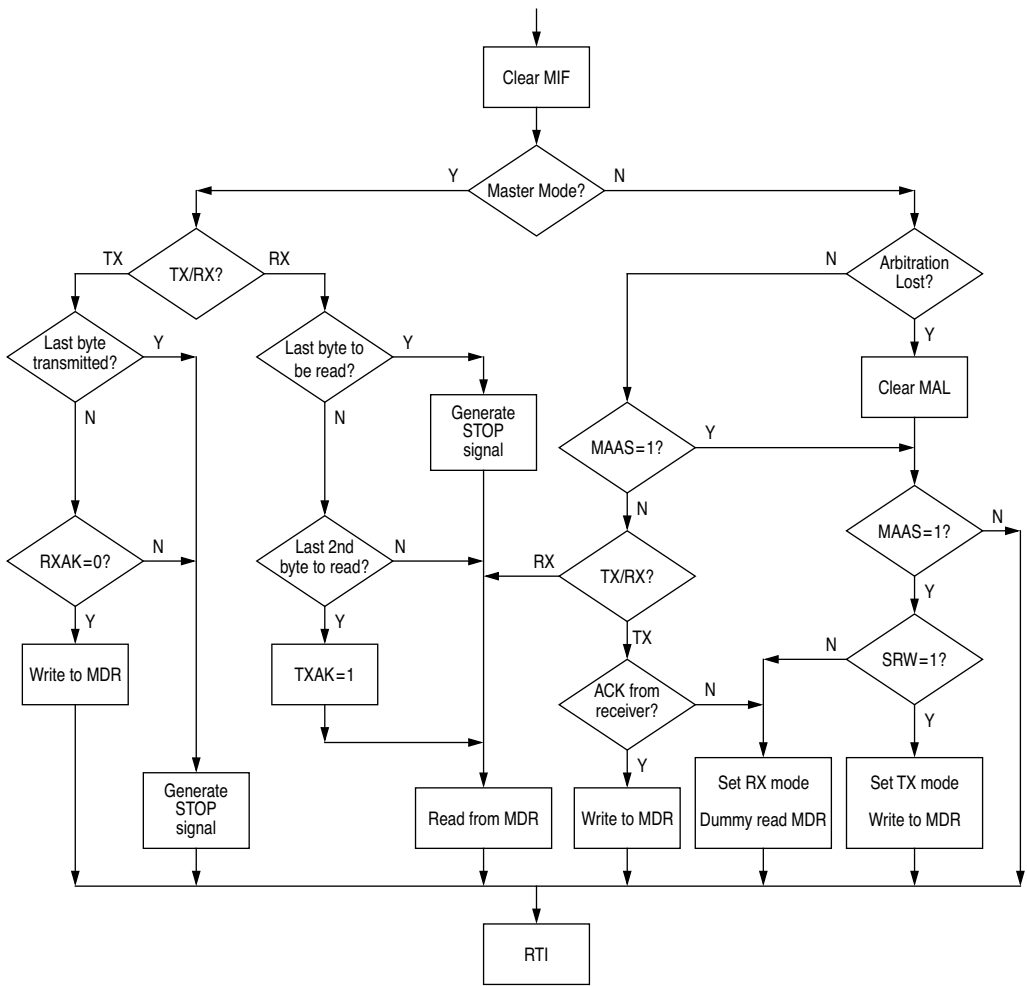 Clear MIF
Y
Master Mode?
N
TX
TX/RX?
RX
N
Arbitration
Lost?
Y
Last byte
transmitted?
Y
N
Last byte to
be read?
Y
N
Generate
STOP
signal
Clear MAL
MAAS=1?
Y
N
MAAS=1?
N
Y
RXAK=0?
N
Y
Last 2nd
byte to read?
N
Y
RX
TX/RX?
TX
N
SRW=1?
Y
Write to MDR
TXAK=1
ACK from
receiver?
N
Y
Generate
STOP
signal
Read from MDR
Write to MDR
Set RX mode
Dummy read MDR
Set TX mode
Write to MDR
RTI